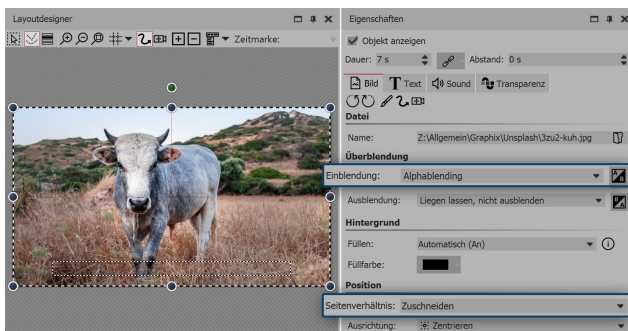 Layoutdesigner
Zeitmarke:
Eigenschaften
Objekt anzeigen
Dauer: 7 s Abstand: 0 s
Bild Text Sound Transparenz
Datei
Name: Z:\Allgemein\Graphix\Unsplash\3zu2-kuh.jpg
Überblendung
Einblendung: Alphablending
Ausblendung: Liegen lassen, nicht ausblenden
Hintergrund
Füllen: Automatisch (An)
Füllfarbe:
Position
Seitenverhältnis: Zuschneiden
Ausrichtung: Zentrieren